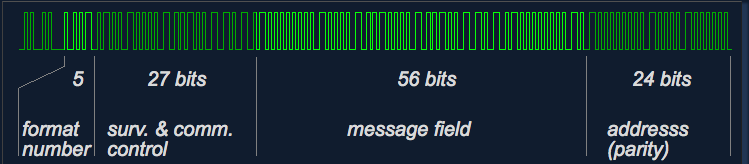 5
27 bits
56 bits
24 bits
format
number
surv. & comm.
control
message field
addresss
(parity)